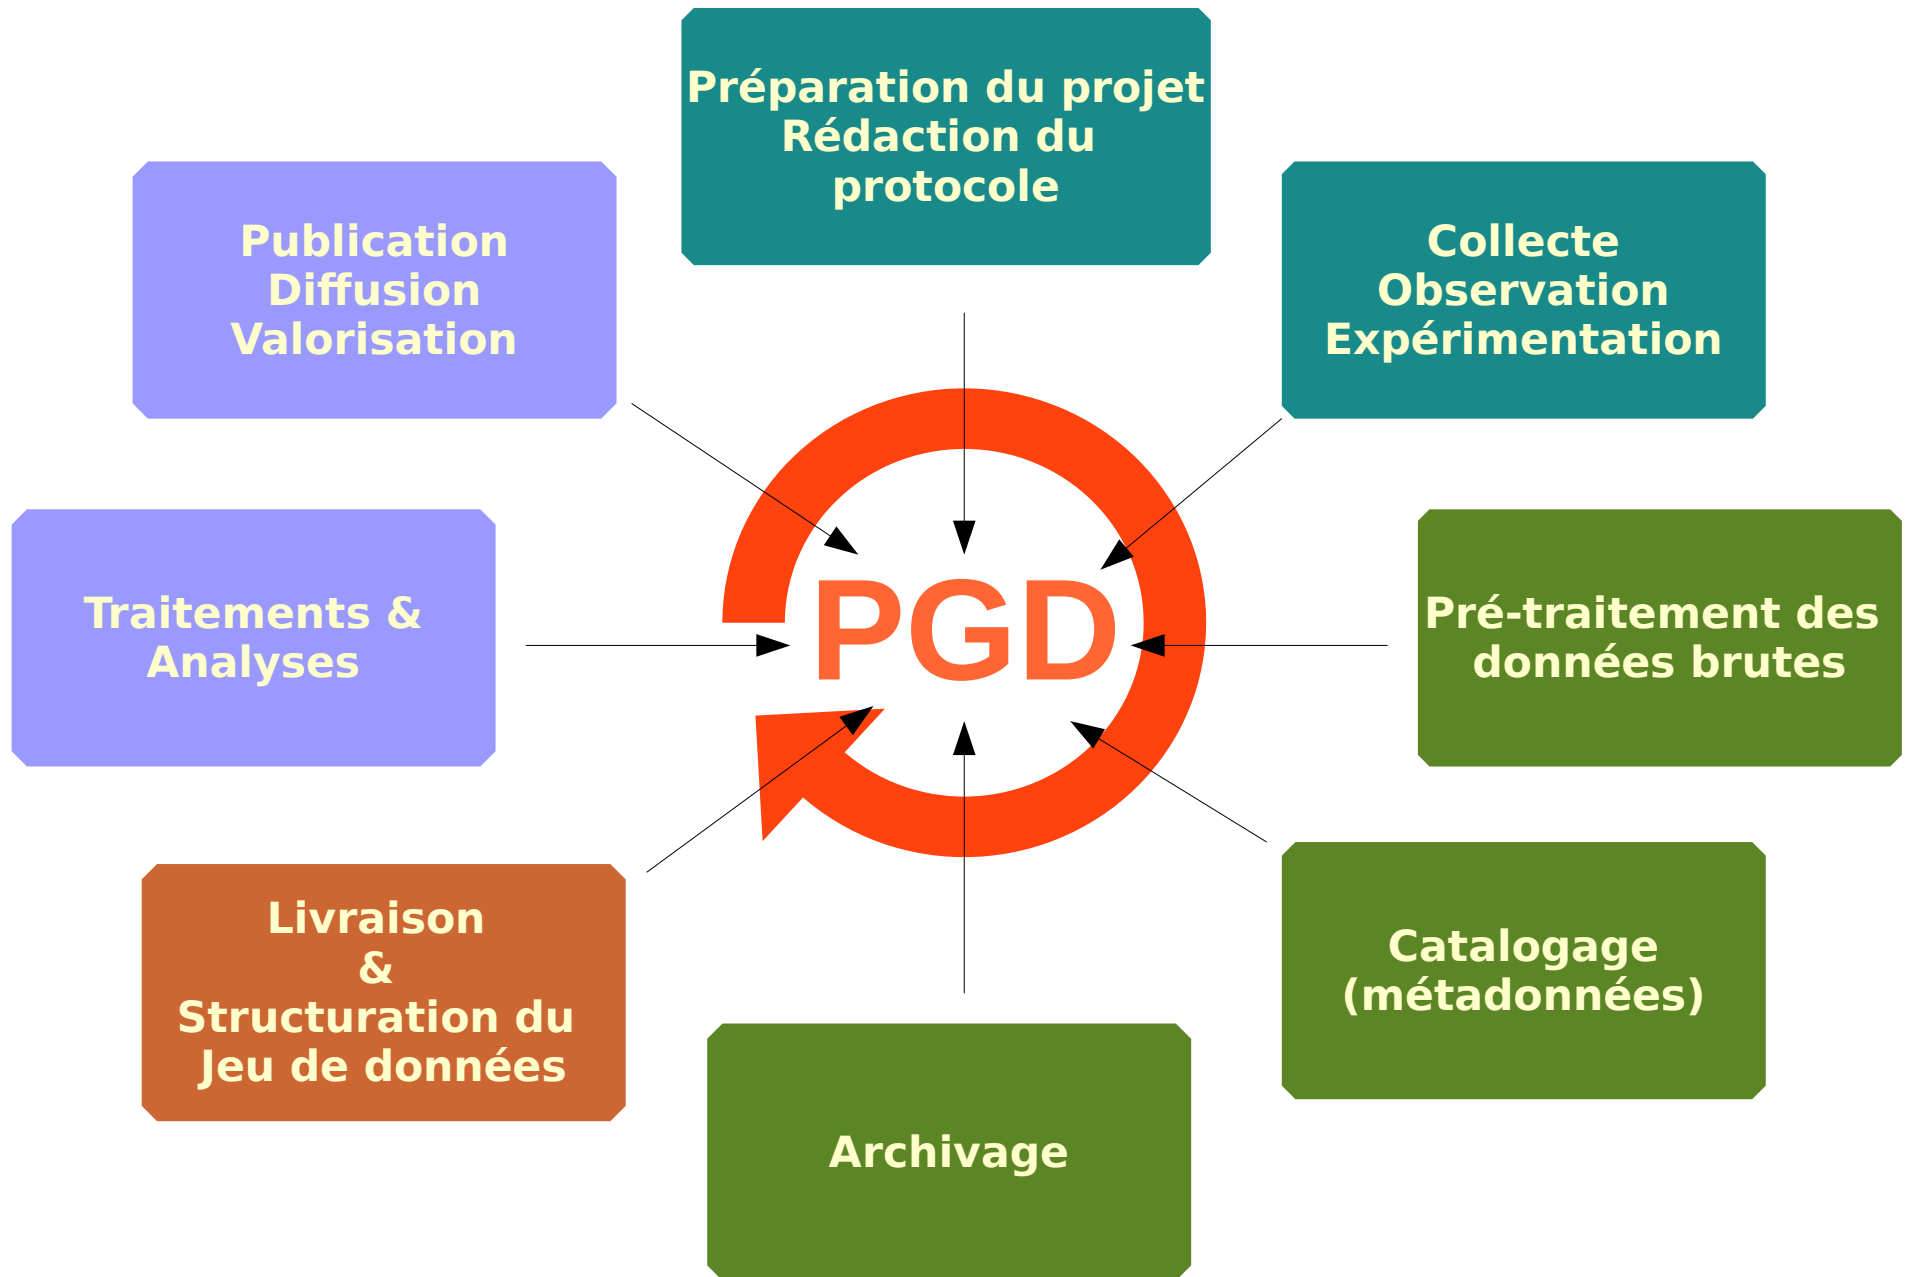 Préparation du projet
Rédaction du
protocole
Publication
Diffusion
Valorisation
Collecte
Observation
Expérimentation
PGD
Traitements &
Analyses
Pré-traitement des
données brutes
Livraison
&
Structuration du
Jeu de données
Catalogage
(métadonnées)
Archivage